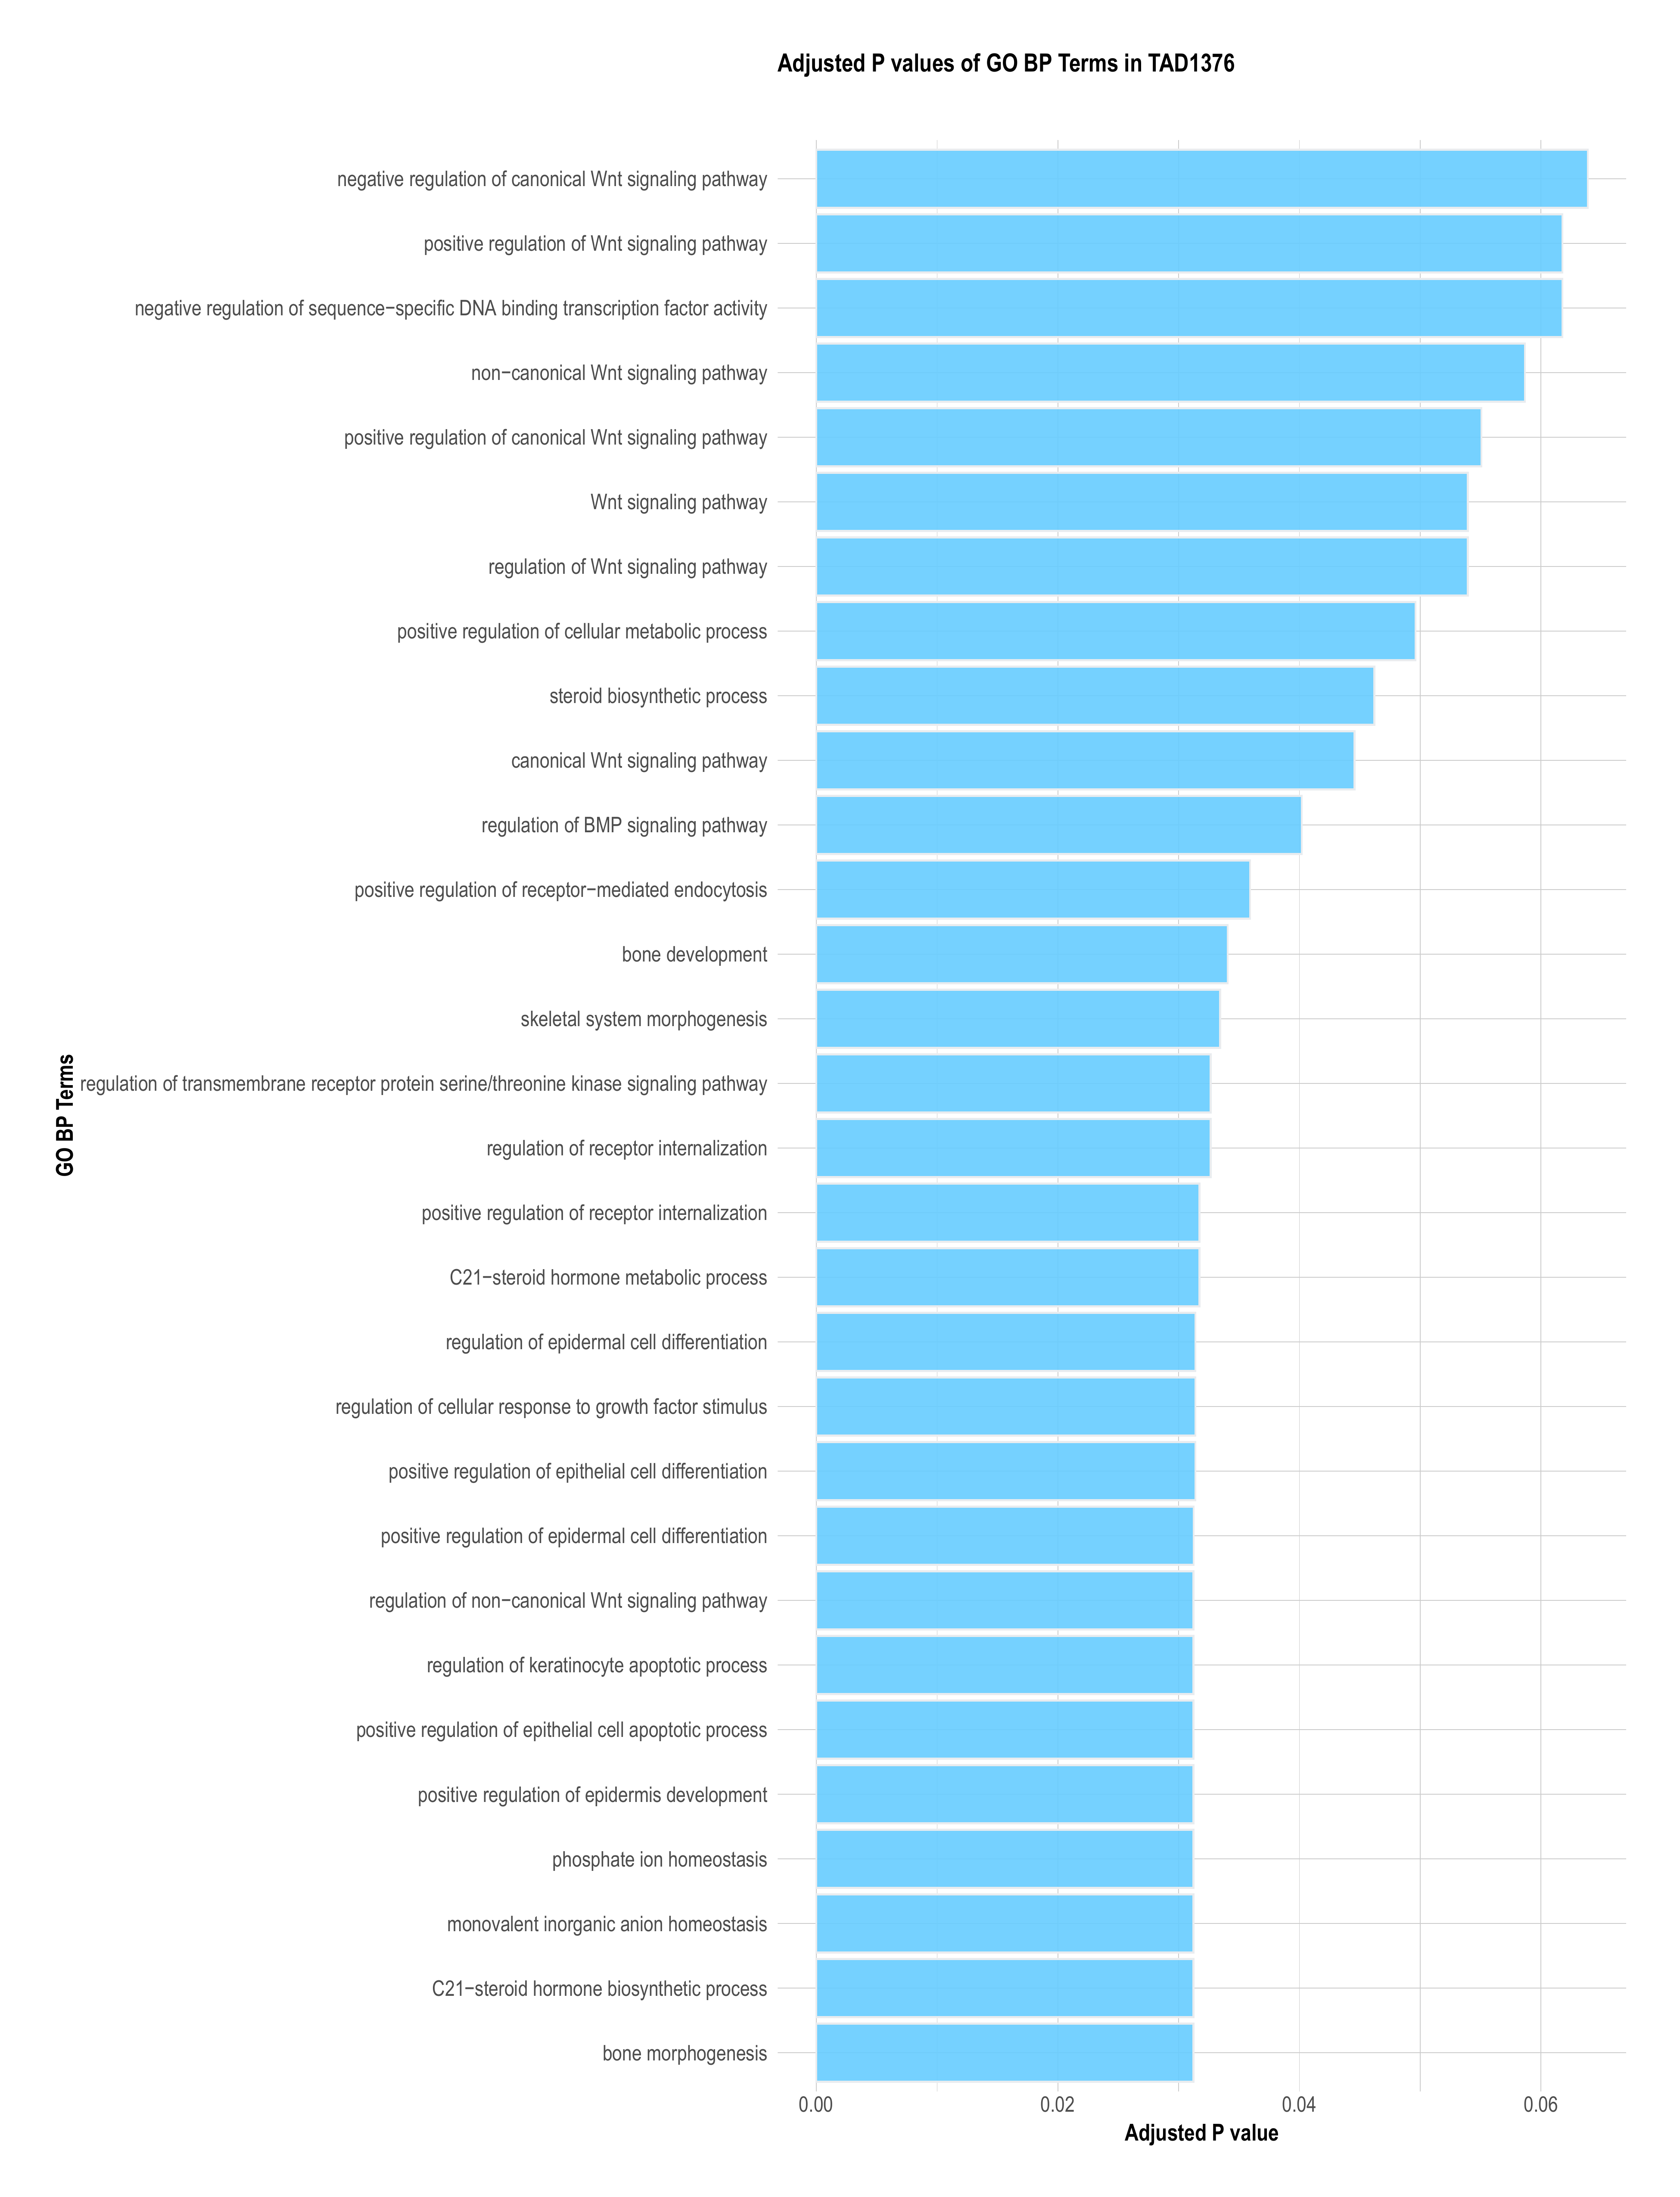 Adjusted P values of GO BP Terms in TAD1376
negative regulation of canonical Wnt signaling pathway
positive regulation of Wnt signaling pathway
negative regulation of sequence−specific DNA binding transcription factor activity
non−canonical Wnt signaling pathway
positive regulation of canonical Wnt signaling pathway
Wnt signaling pathway
regulation of Wnt signaling pathway
positive regulation of cellular metabolic process
steroid biosynthetic process
canonical Wnt signaling pathway
regulation of BMP signaling pathway
positive regulation of receptor−mediated endocytosis
bone development
skeletal system morphogenesis
regulation of transmembrane receptor protein serine/threonine kinase signaling pathway
regulation of receptor internalization
positive regulation of receptor internalization
C21−steroid hormone metabolic process
regulation of epidermal cell differentiation
regulation of cellular response to growth factor stimulus
positive regulation of epithelial cell differentiation
positive regulation of epidermal cell differentiation
regulation of non−canonical Wnt signaling pathway
regulation of keratinocyte apoptotic process
positive regulation of epithelial cell apoptotic process
positive regulation of epidermis development
phosphate ion homeostasis
monovalent inorganic anion homeostasis
C21−steroid hormone biosynthetic process
bone morphogenesis
GO BP Terms
0.00 0.02 0.04 0.06
Adjusted P value